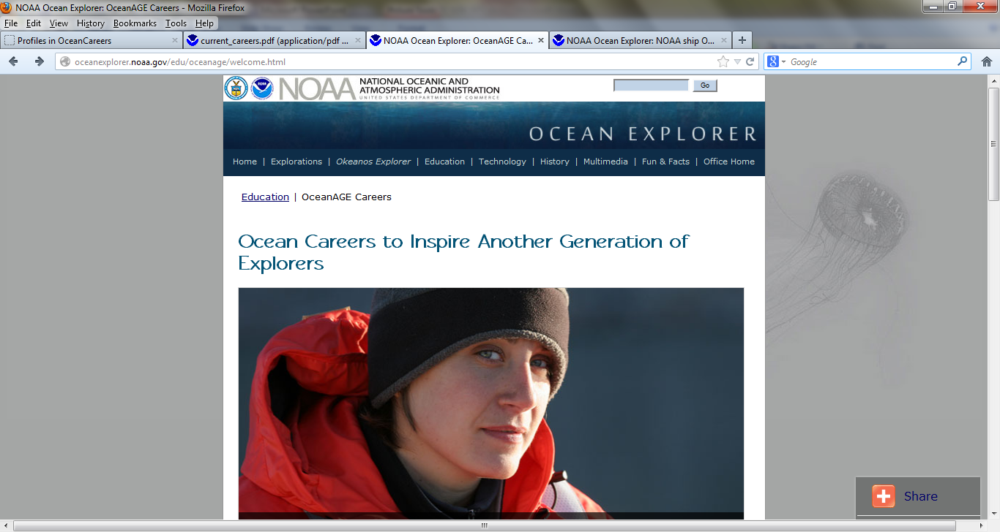 NOAA Ocean Explorer: OceanAGE Careers - Mozilla Firefox
File Edit View History Bookmarks Tools Help
Profiles in OceanCareers
current_careers.pdf (application/pdf ...
NOAA Ocean Explorer: OceanAGE Ca...
NOAA Ocean Explorer: NOAA ship O...
oceanexplorer.noaa.gov/edu/oceanage/welcome.html
8 Google
NOAA NATIONAL OCEANIC AND
ATMOSPHERIC ADMINISTRATION
UNITED STATES DEPARTMENT OF COMMERCE
Go
OCEAN EXPLORER
Home | Explorations | Okeanos Explorer | Education | Technology | History | Multimedia | Fun & Facts | Office Home
Education | OceanAGE Careers
Ocean Careers to Inspire Another Generation of
Explorers
Share